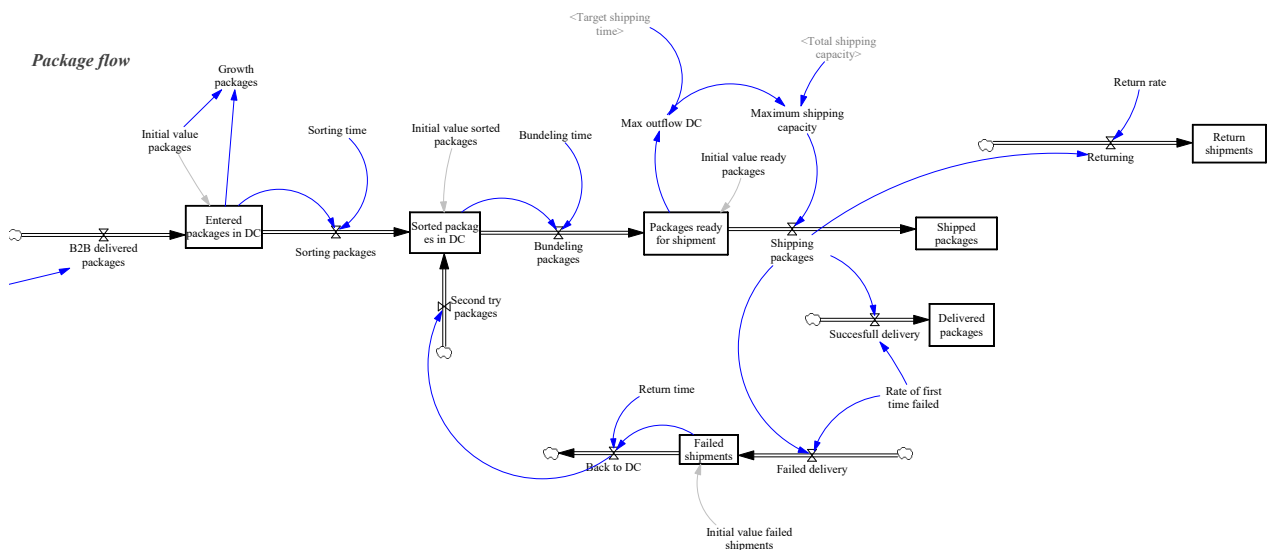 <Target shipping
time>
Package flow
<Total shipping
capacity>
Growth
packages
Return rate
Maximum shipping
capacity
Max outflow DC
Initial value
packages
Sorting time
Initial value sorted
packages
Bundeling time
Initial value ready
packages
Returning
Return
shipments
Entered
packages in DC
Sorted packag
es in DC
Packages ready
for shipment
Shipped
packages
B2B delivered
packages
Sorting packages
Bundeling
packages
Shipping
packages
Second try
packages
Succesfull delivery
Delivered
packages
Return time
Rate of first
time failed
Failed
shipments
Back to DC
Failed delivery
Initial value failed
shipments